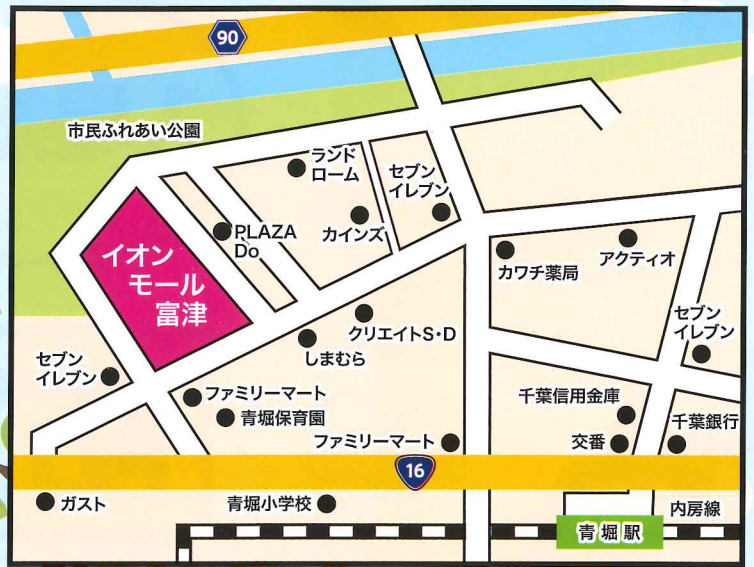 90
市民ふれあい公園
ランド
ローム
セブン
イレブン
PLAZA
Do
カインズ
イオン
モール
富津
カワチ薬局
アクティオ
クリエイトS・D
しまむら
セブン
イレブン
セブン
イレブン
ファミリーマート
青堀保育園
千葉信用金庫
千葉銀行
ファミリーマート
交番
16
ガスト
青堀小学校
内房線
青堀駅